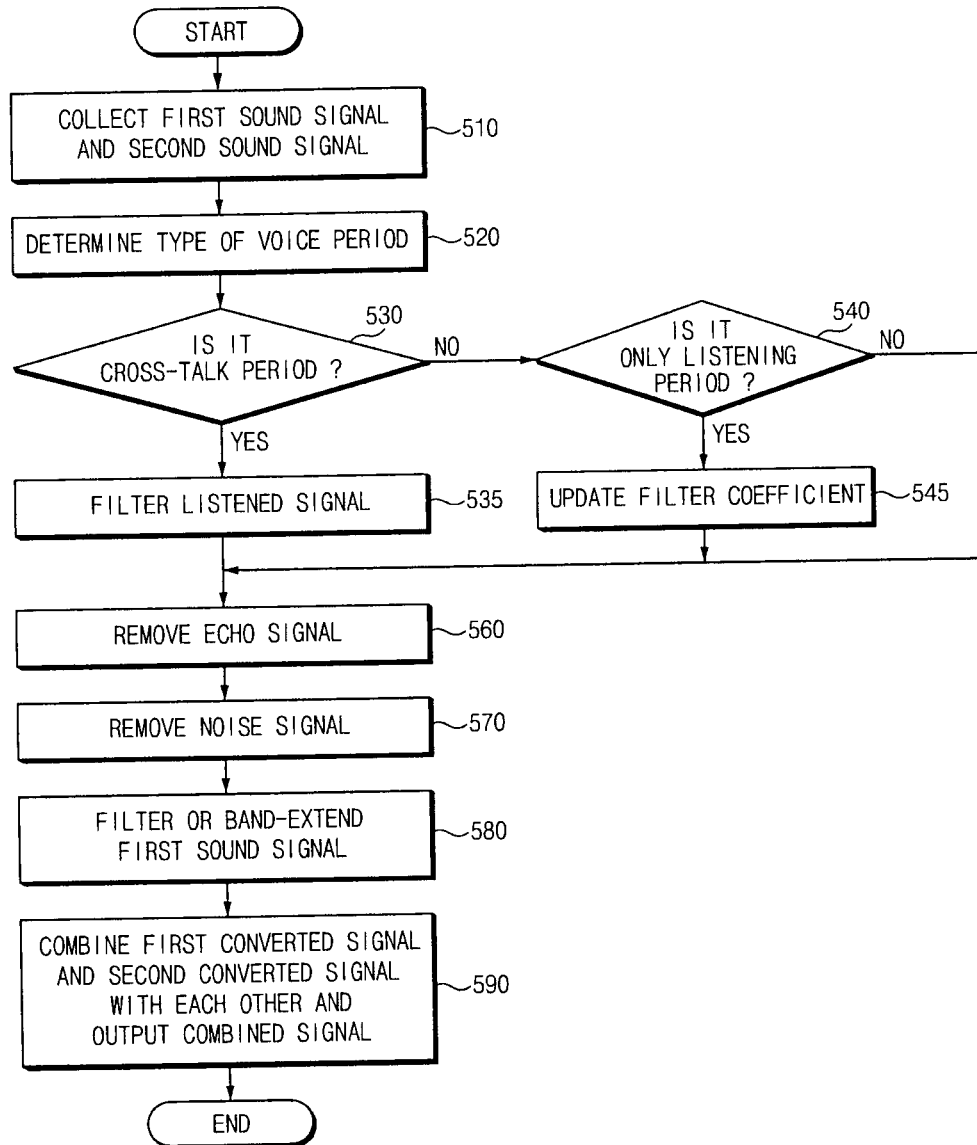 START
COLLECT FIRST SOUND SIGNAL
AND SECOND SOUND SIGNAL
510
DETERMINE TYPE OF VOICE PERIOD
520
IS IT
CROSS-TALK PERIOD ?
530
NO
YES
IS IT
ONLY LISTENING
PERIOD ?
540
NO
YES
FILTER LISTENED SIGNAL
535
UPDATE FILTER COEFFICIENT
545
REMOVE ECHO SIGNAL
560
REMOVE NOISE SIGNAL
570
FILTER OR BAND-EXTEND
FIRST SOUND SIGNAL
580
COMBINE FIRST CONVERTED SIGNAL
AND SECOND CONVERTED SIGNAL
WITH EACH OTHER AND
OUTPUT COMBINED SIGNAL
590
END